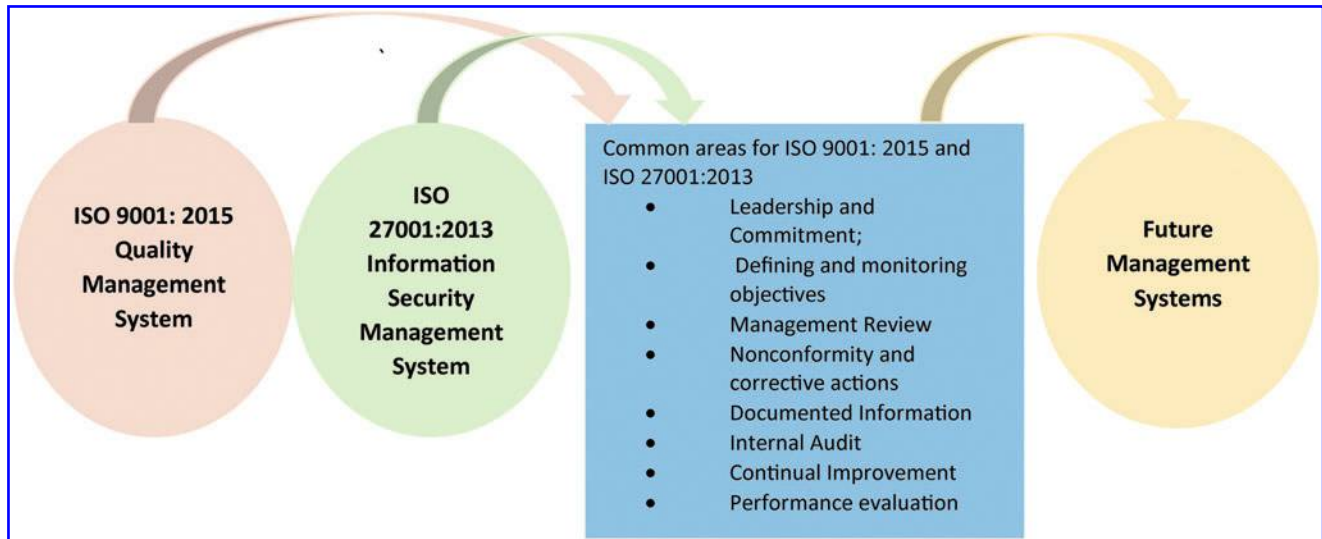 ISO 9001: 2015
Quality
Management
System
ISO
27001:2013
Information
Security
Management
System
Common areas for ISO 9001: 2015 and
ISO 27001:2013
• Leadership and
Commitment;
• Defining and monitoring
objectives
• Management Review
• Nonconformity and
corrective actions
• Documented Information
• Internal Audit
• Continual Improvement
• Performance evaluation
Future
Management
Systems